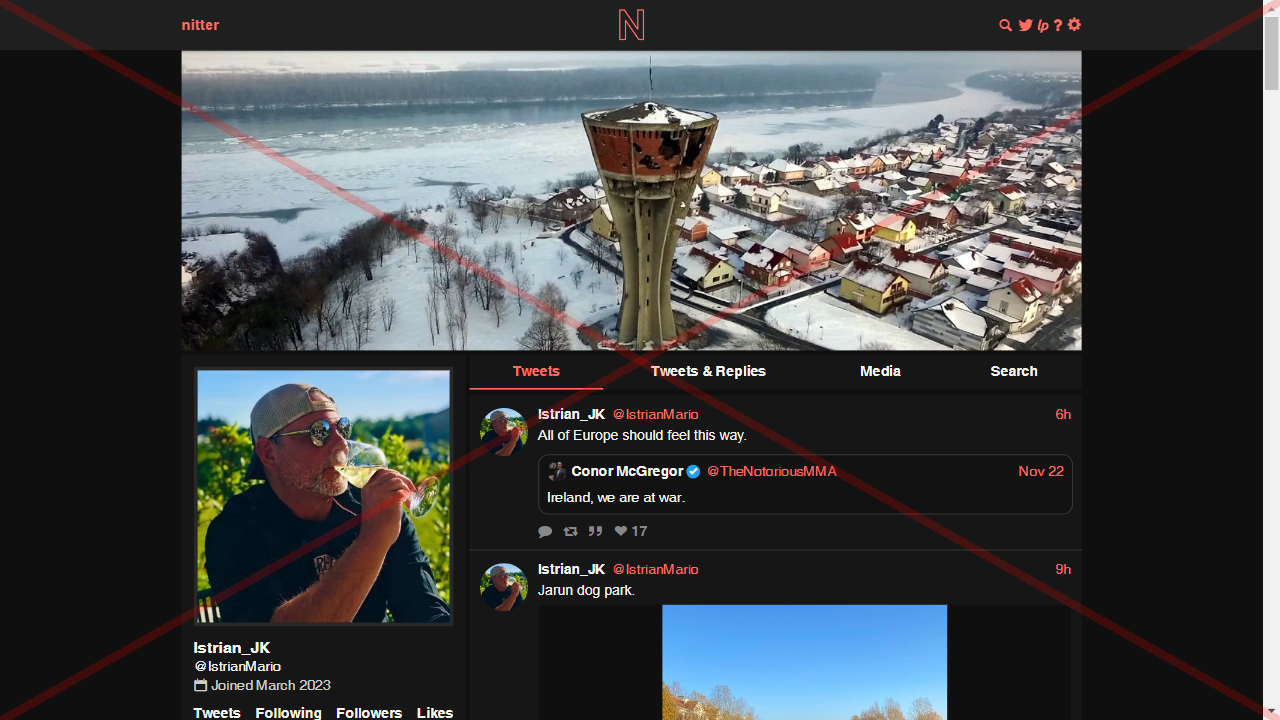 nitter
N
lp ?
Tweets Tweets & Replies Media Search
Istrian_JK @IstrianMario 6h
All of Europe should feel this way.
Conor McGregor @TheNotoriousMMA Nov 22
Ireland, we are at war.
17
Istrian_JK @IstrianMario 9h
Jarun dog park.
Istrian_JK
@IstrianMario
Joined March 2023
Tweets Following Followers Likes